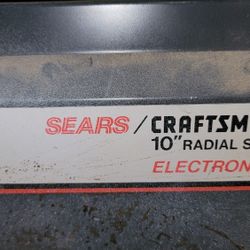 SEARS / CRAFTSM
10" RADIAL S
ELECTRON